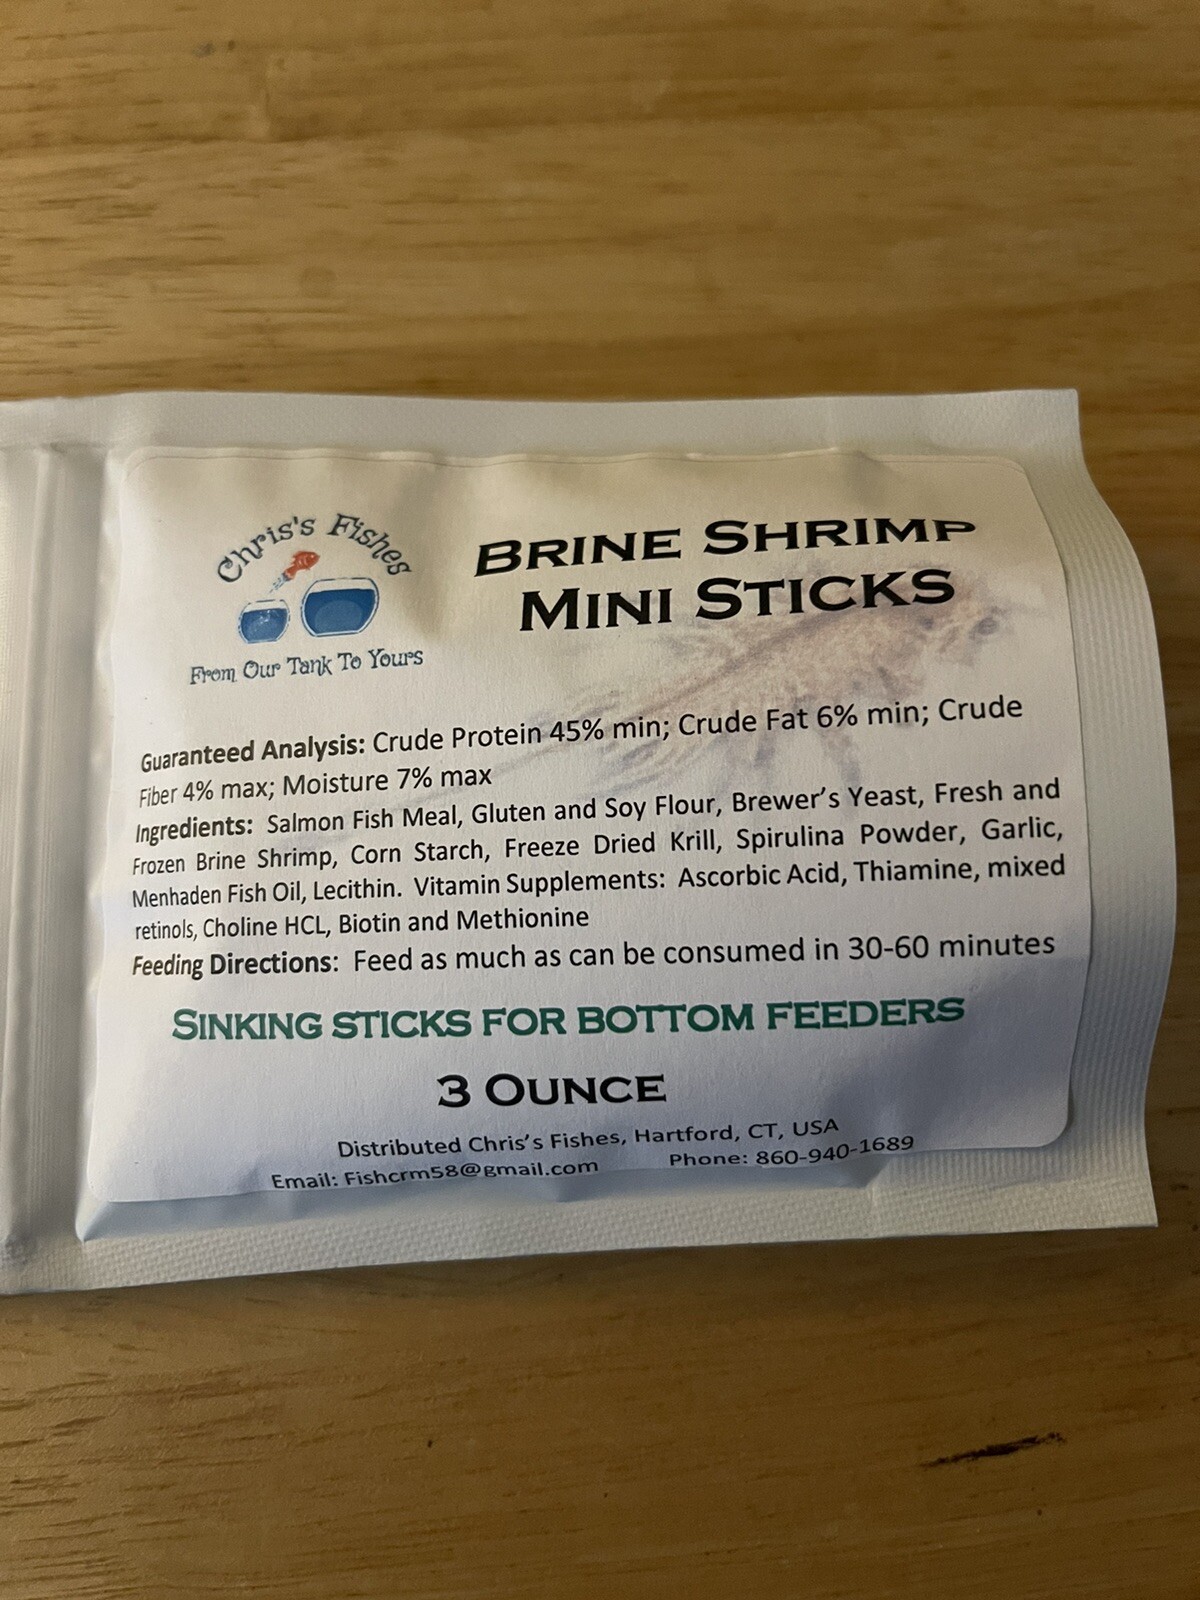 Chris's Fishes
From Our Tank To Yours
BRINE SHRIMP
MINI STICKS
Guaranteed Analysis: Crude Protein 45% min; Crude Fat 6% min; Crude
Fiber 4% max; Moisture 7% max
Ingredients: Salmon Fish Meal, Gluten and Soy Flour, Brewer's Yeast, Fresh and
Frozen Brine Shrimp, Corn Starch, Freeze Dried Krill, Spirulina Powder, Garlic,
Menhaden Fish Oil, Lecithin. Vitamin Supplements: Ascorbic Acid, Thiamine, mixed
retinols, Choline HCL, Biotin and Methionine
Feeding Directions: Feed as much as can be consumed in 30-60 minutes
SINKING STICKS FOR BOTTOM FEEDERS
3 OUNCE
Distributed Chris's Fishes, Hartford, CT, USA
Email: Fishcrm58@gmail.com Phone: 860-940-1689